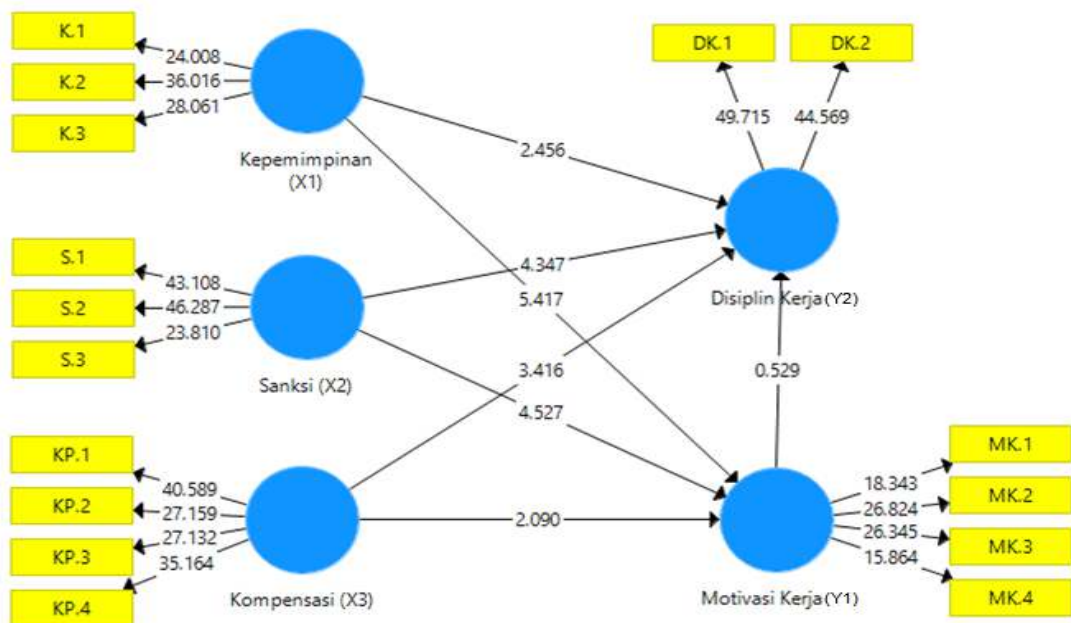 K.1
K.2
K.3
24.008
36.016
28.061
Kepemimpinan
(X1)
DK.1
DK.2
49.715
44.569
2.456
4.347
5.417
Disiplin Kerja(Y2)
S.1
S.2
S.3
43.108
46.287
23.810
Sanksi (X2)
3.416
4.527
0.529
KP.1
KP.2
KP.3
KP.4
40.589
27.159
27.132
35.164
Kompensasi (X3)
2.090
Motivasi Kerja(Y1)
18.343
26.824
26.345
15.864
MK.1
MK.2
MK.3
MK.4